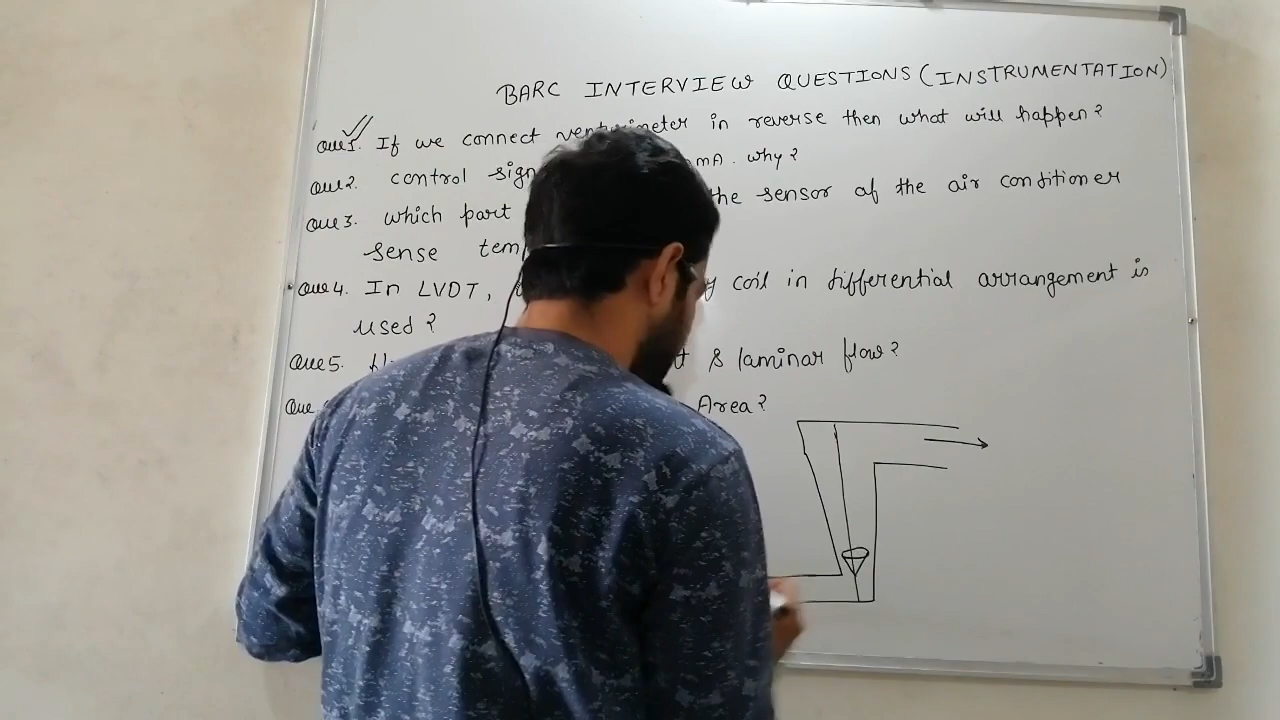 BARC INTERVIEW QUESTIONS (INSTRUMENTATION)
Que1. If we connect venturimeter in reverse then what will happen?
Que2. control sign mA. why?
Que3. which part the sensor of the air conditioner
sense tem
Que4. In LVDT, coil in differential arrangement is
used?
Que5. & laminar flow?
Que Area?